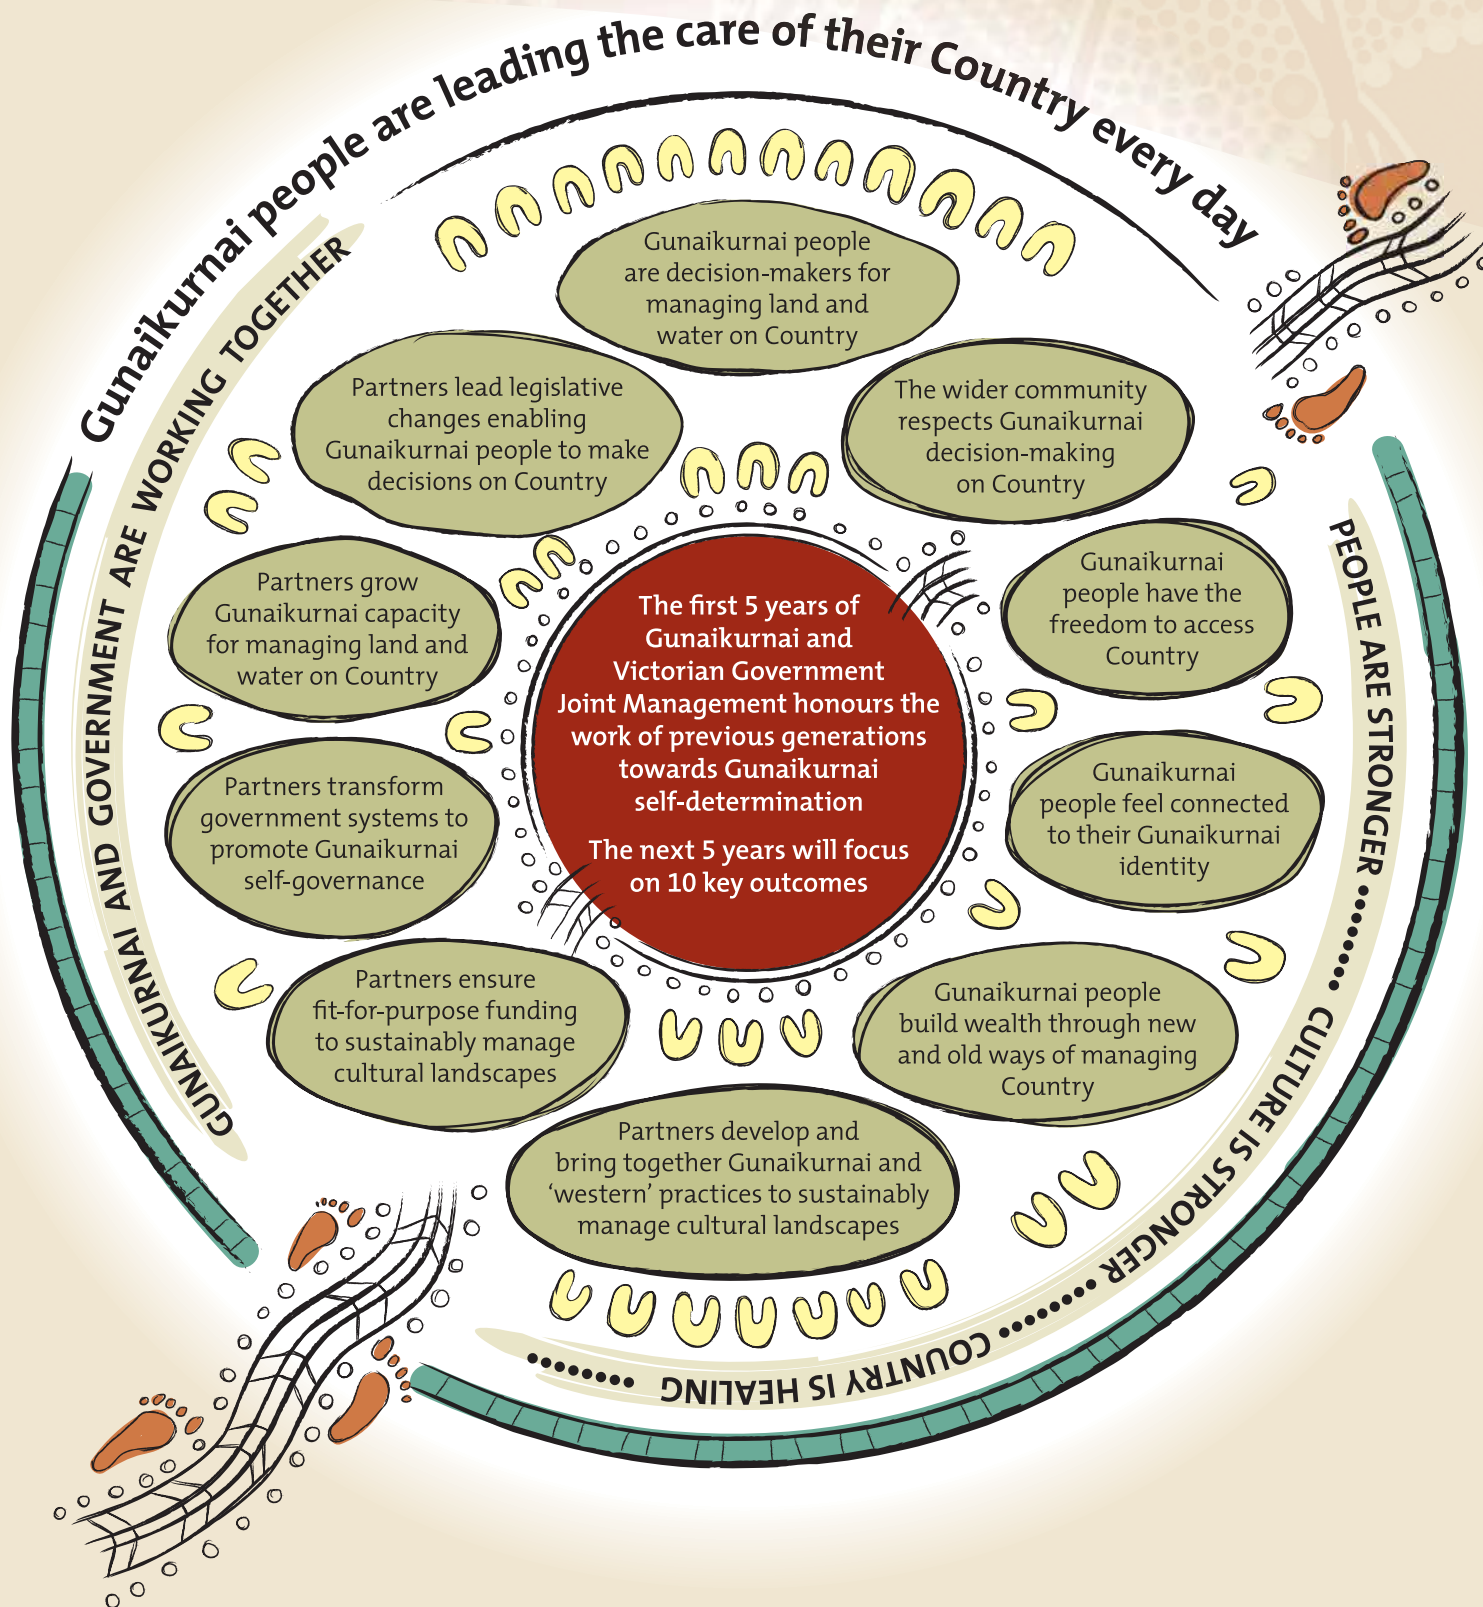 Gunaikurnai people are leading the care of their Country every day
GUNAIKURNAI AND GOVERNMENT ARE WORKING TOGETHER
Gunaikurnai people
are decision-makers for
managing land and
water on Country
Partners lead legislative
changes enabling
Gunaikurnai people to make
decisions on Country
The wider community
respects Gunaikurnai
decision-making
on Country
Partners grow
Gunaikurnai capacity
for managing land and
water on Country
The first 5 years of
Gunaikurnai and
Victorian Government
Joint Management honours the
work of previous generations
towards Gunaikurnai
self-determination
The next 5 years will focus
on 10 key outcomes
Gunaikurnai
people have the
freedom to access
Country
Partners transform
government systems to
promote Gunaikurnai
self-governance
Gunaikurnai
people feel connected
to their Gunaikurnai
identity
Partners ensure
fit-for-purpose funding
to sustainably manage
cultural landscapes
Gunaikurnai people
build wealth through new
and old ways of managing
Country
Partners develop and
bring together Gunaikurnai and
‘western’ practices to sustainably
manage cultural landscapes
PEOPLE ARE STRONGER •••••••• CULTURE IS STRONGER •••••••• COUNTRY IS HEALING ••••••••